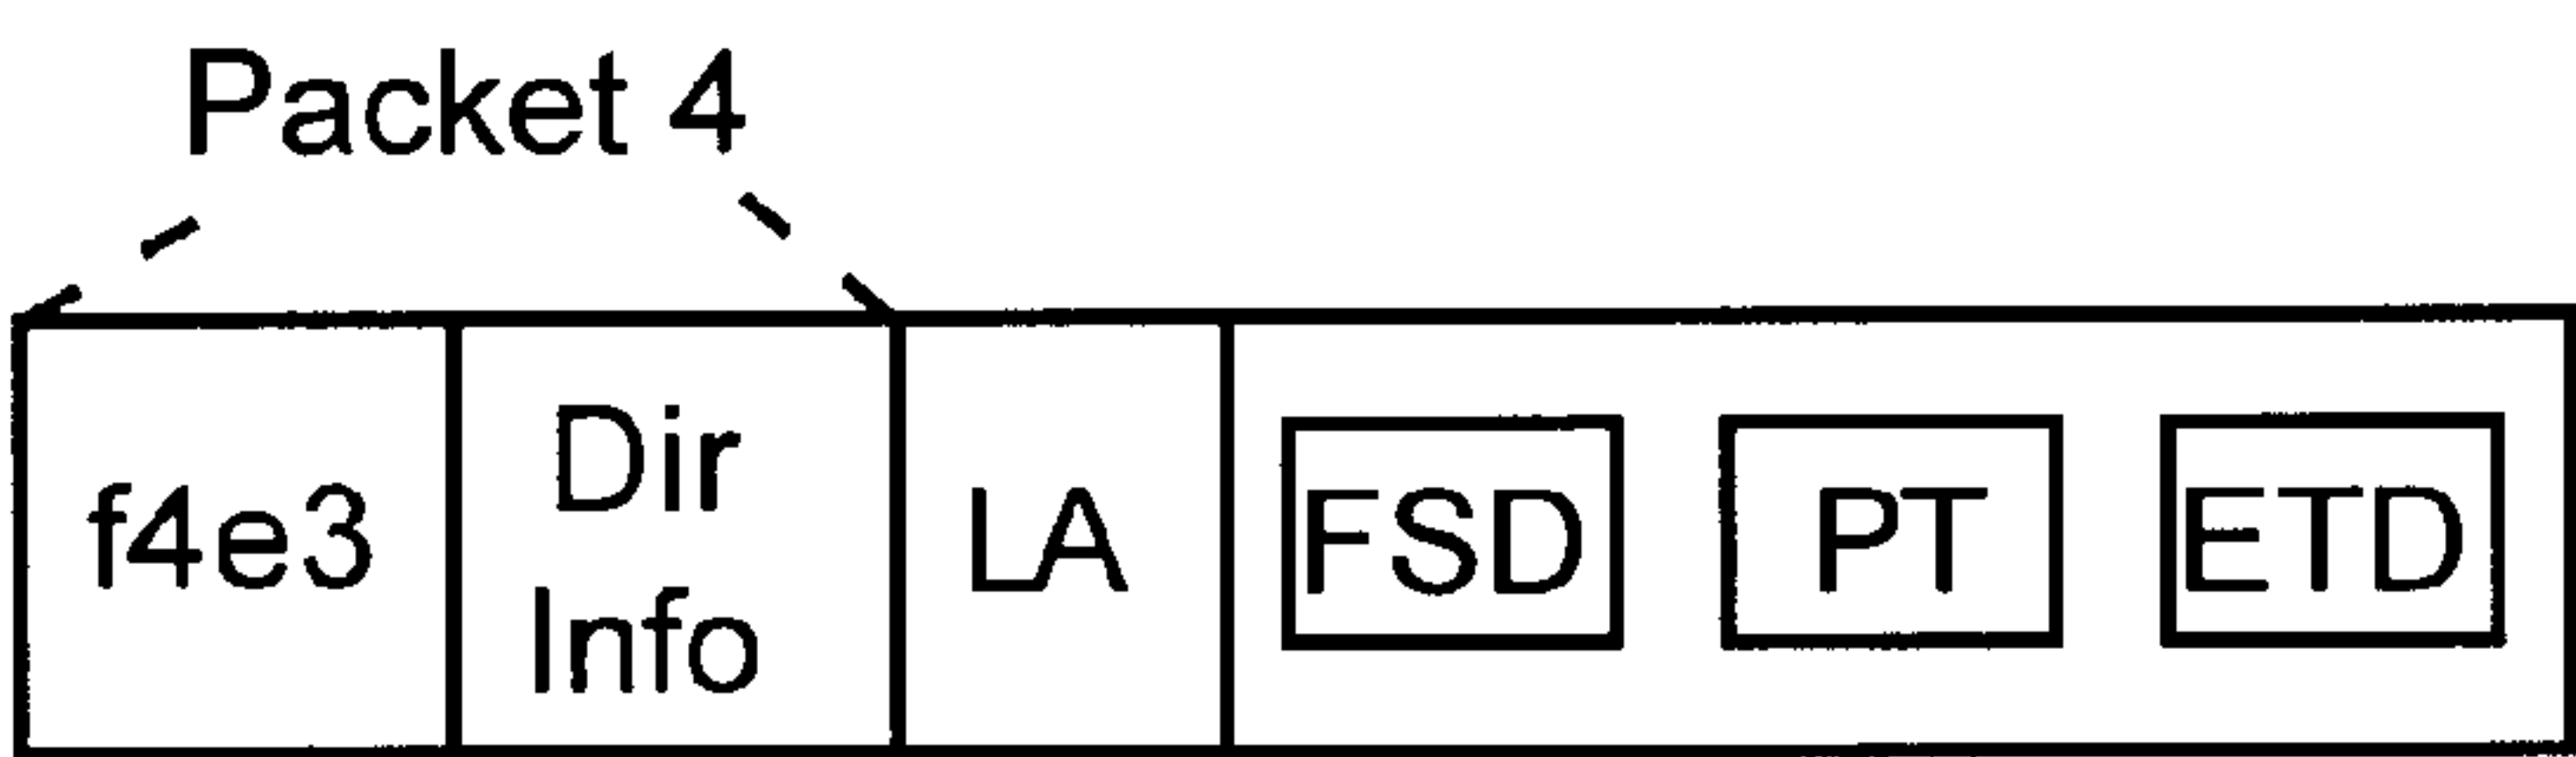 Packet 4
f4e3
Dir
Info
LA
FSD
PT
ETD